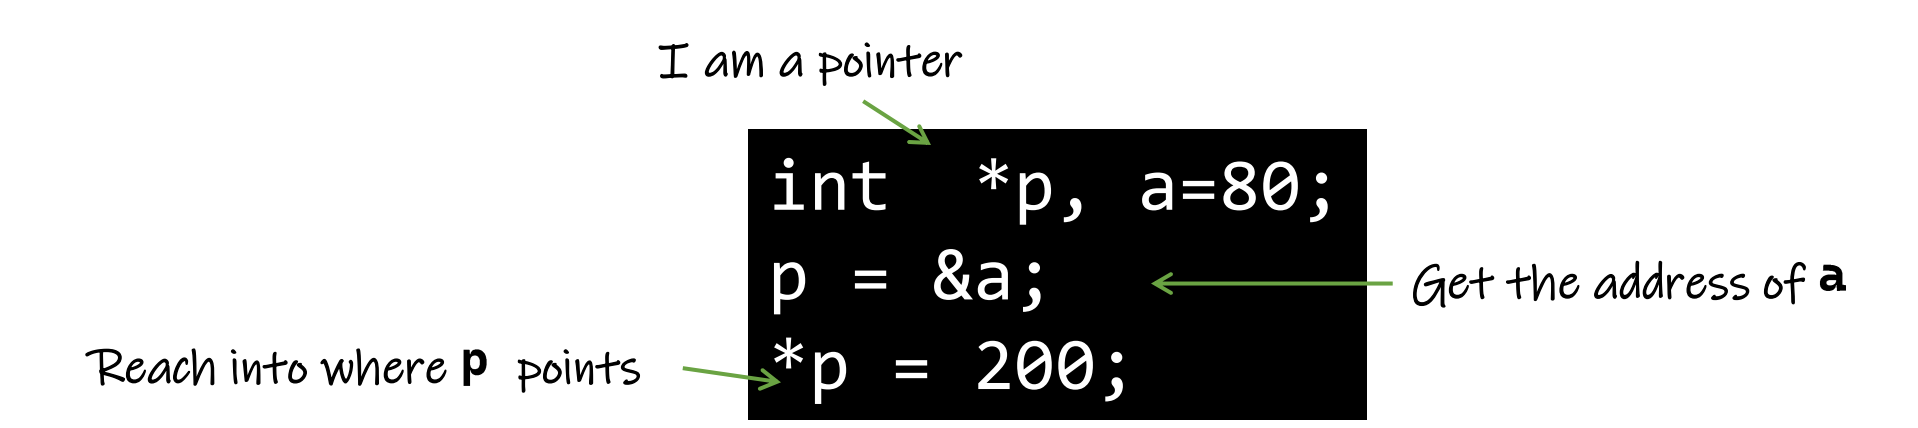 I am a pointer
int  *p, a=80;
p = &a;
Get the address of a
Reach into where p points
*p = 200;